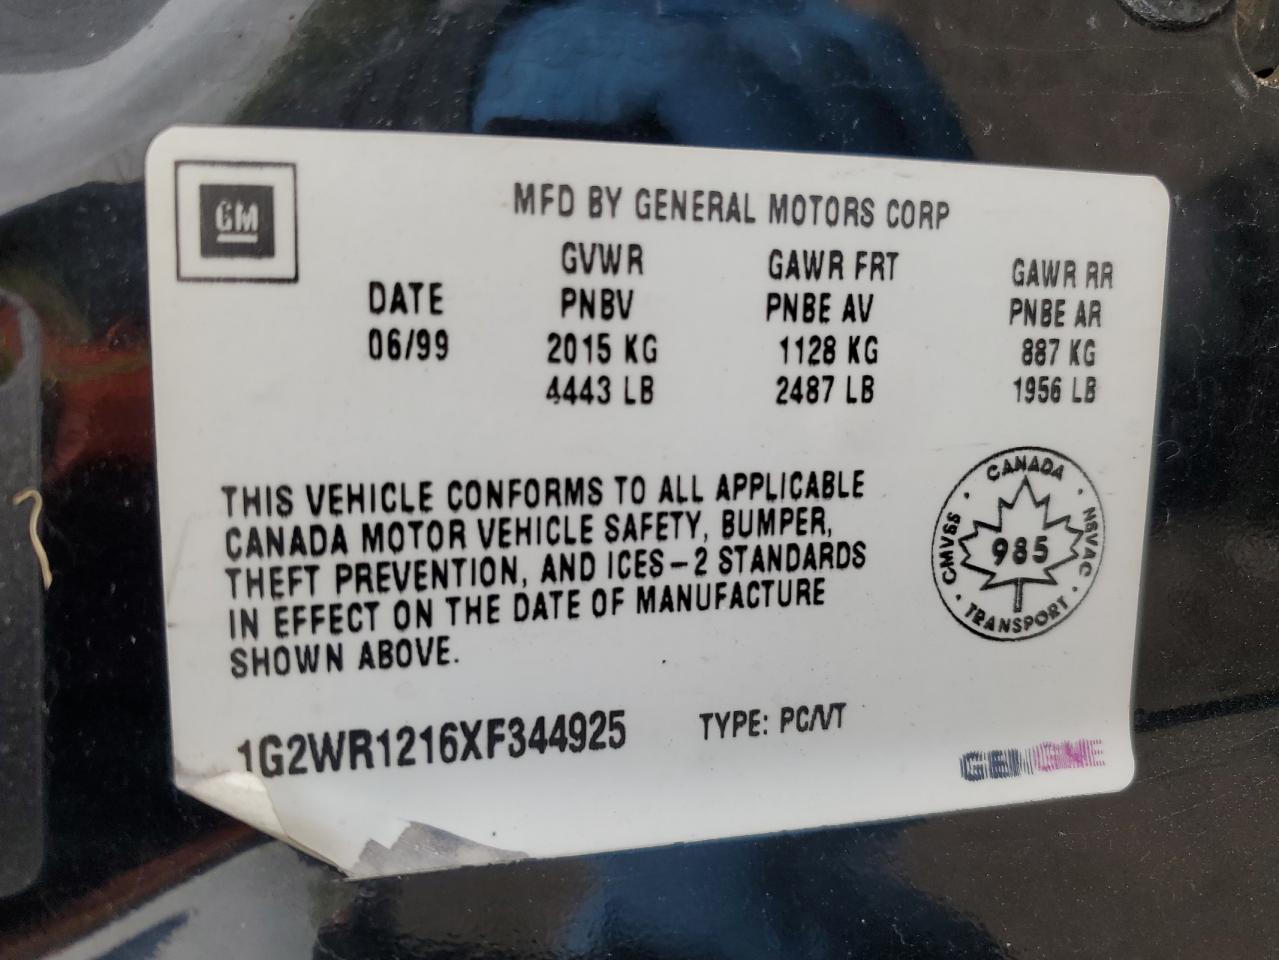 GM
MFD BY GENERAL MOTORS CORP
DATE
06/99
GVWR
PNBV
2015 KG
4443 LB
GAWR FRT
PNBE AV
1128 KG
2487 LB
GAWR RR
PNBE AR
887 KG
1956 LB
THIS VEHICLE CONFORMS TO ALL APPLICABLE
CANADA MOTOR VEHICLE SAFETY, BUMPER,
THEFT PREVENTION, AND ICES-2 STANDARDS
IN EFFECT ON THE DATE OF MANUFACTURE
SHOWN ABOVE.
CANADA
CMVSS
985
NSVAC
TRANSPORT
1G2WR1216XF344925
TYPE: PC/VT